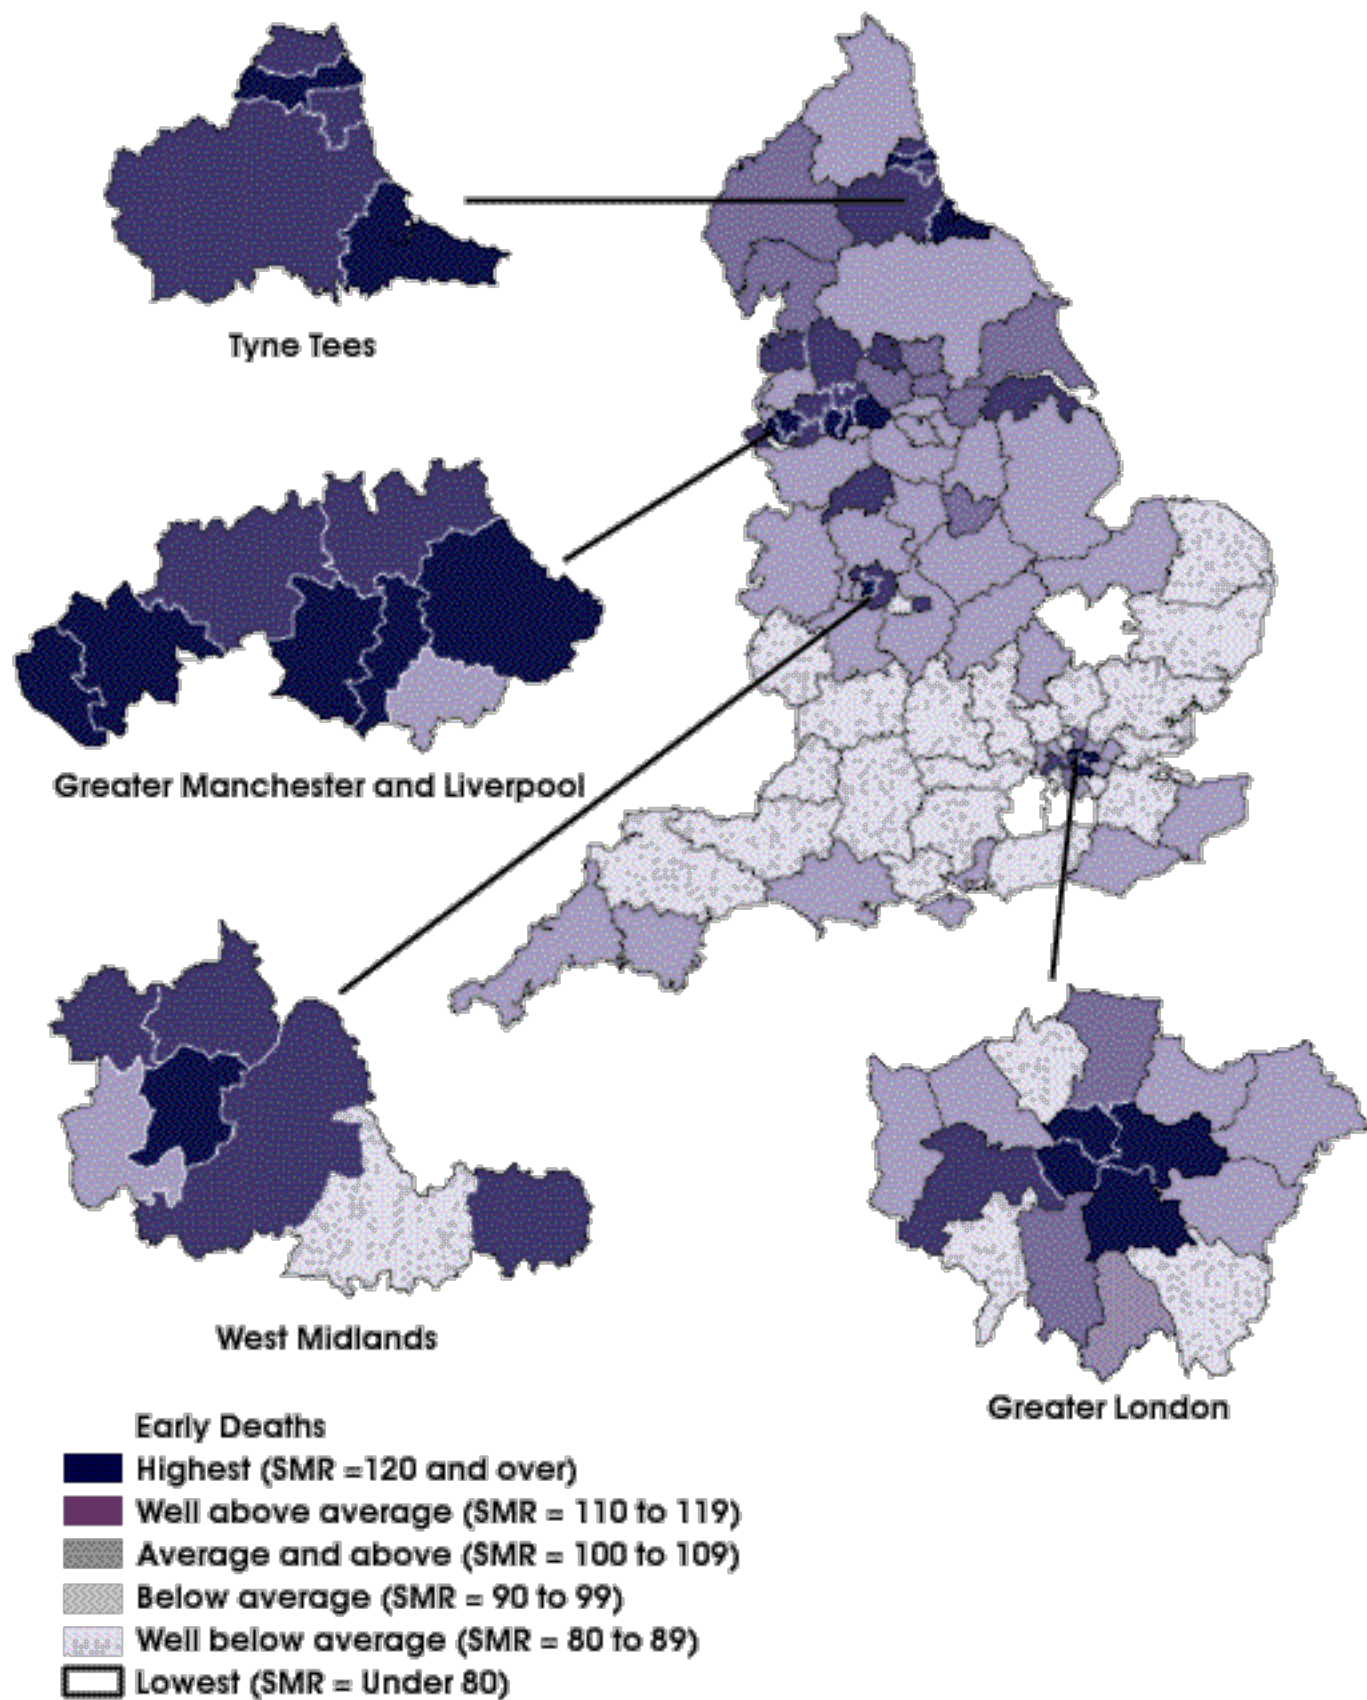 Tyne Tees
Greater Manchester and Liverpool
West Midlands
Greater London
Early Deaths
Highest (SMR =120 and over)
Well above average (SMR = 110 to 119)
Average and above (SMR = 100 to 109)
Below average (SMR = 90 to 99)
Well below average (SMR = 80 to 89)
Lowest (SMR = Under 80)